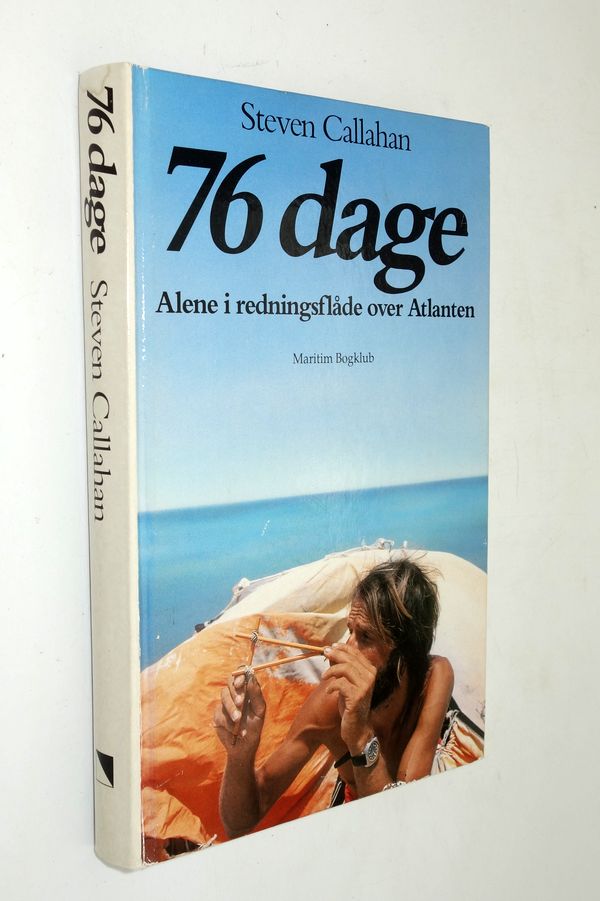 Steven Callahan
76 dage
Alene i redningsflåde over Atlanten
Maritim Bogklub
76 dage Steven Callahan